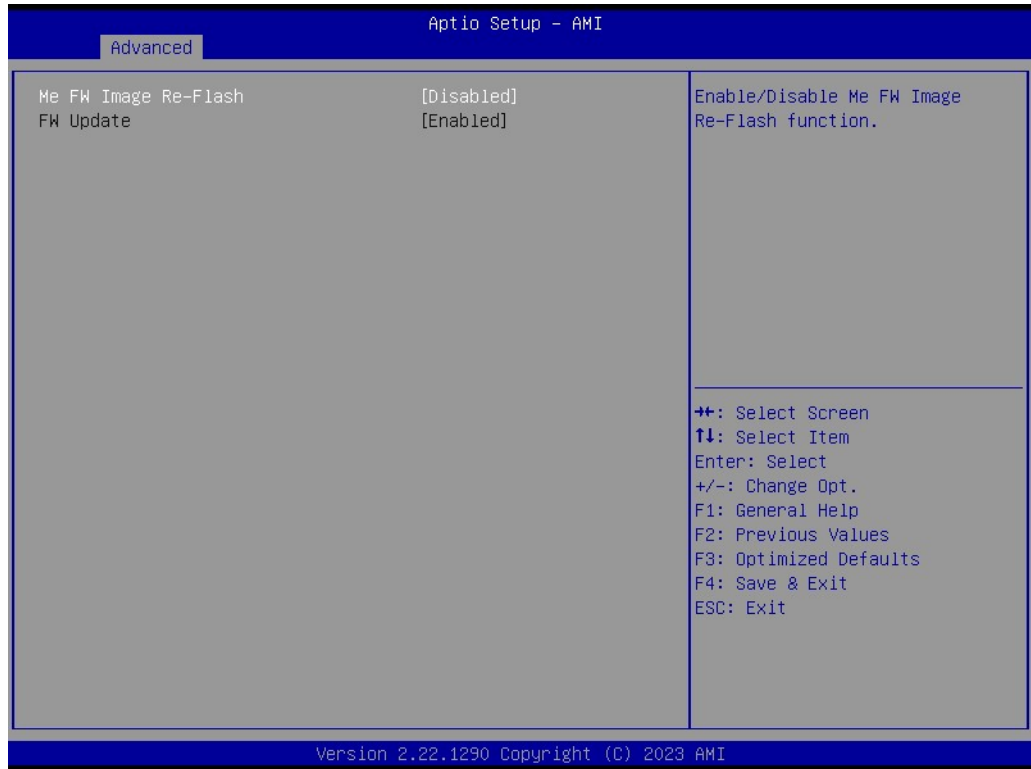 Aptio Setup – AMI
Advanced
Me FW Image Re-Flash [Disabled]
FW Update [Enabled]
Enable/Disable Me FW Image
Re-Flash function.
→←: Select Screen
↑↓: Select Item
Enter: Select
+/-: Change Opt.
F1: General Help
F2: Previous Values
F3: Optimized Defaults
F4: Save & Exit
ESC: Exit
Version 2.22.1290 Copyright (C) 2023 AMI